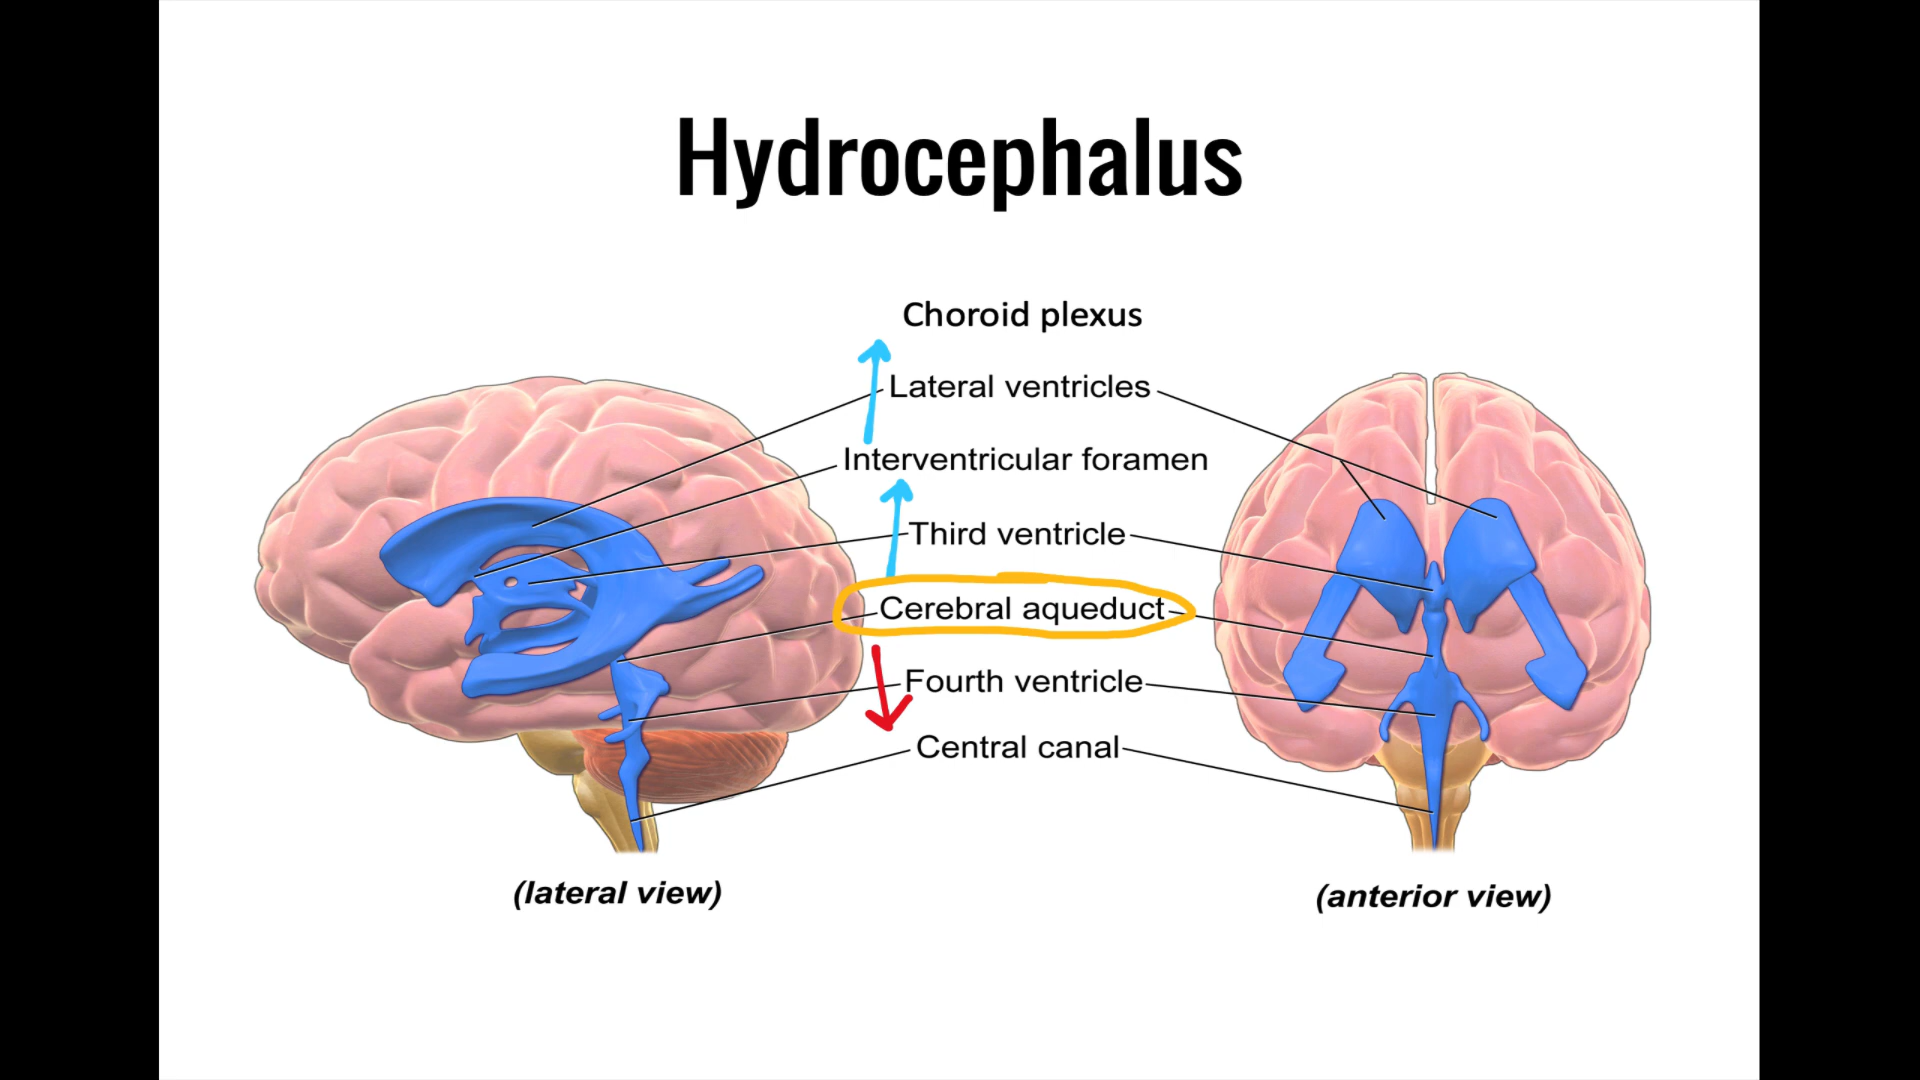 Hydrocephalus
Choroid plexus
Lateral ventricles
Interventricular foramen
Third ventricle
Cerebral aqueduct
Fourth ventricle
Central canal
(lateral view)
(anterior view)